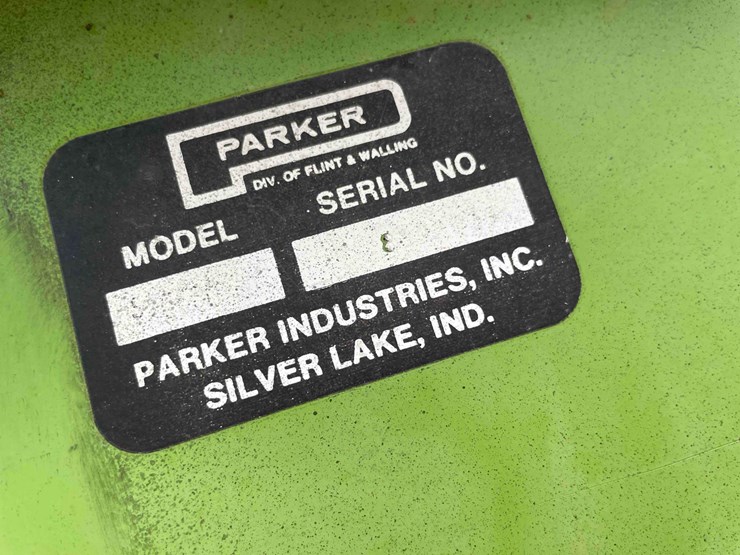 PARKER
DIV. OF FLINT & WALLING
MODEL SERIAL NO.
PARKER INDUSTRIES, INC.
SILVER LAKE, IND.